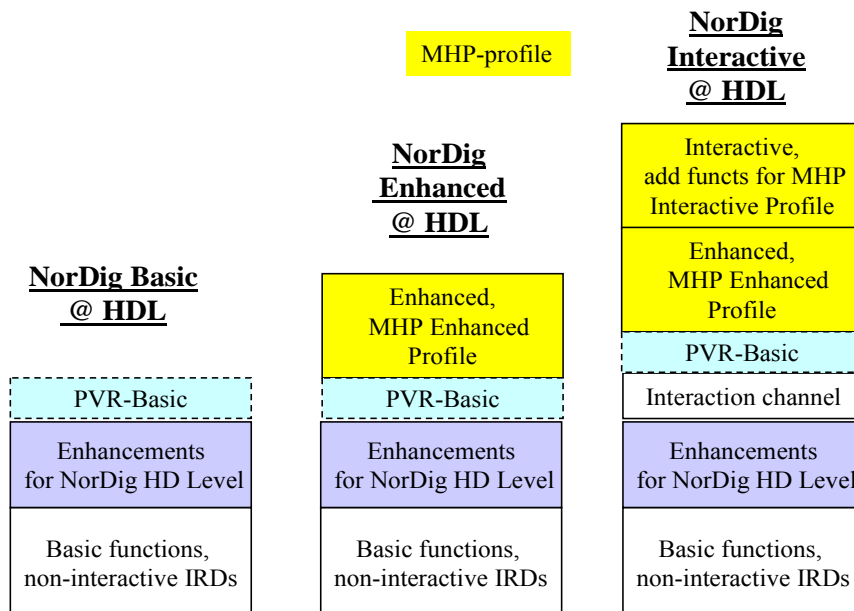 MHP-profile
NorDig Basic
@ HDL
PVR-Basic
Enhancements
for NorDig HD Level
Basic functions,
non-interactive IRDs
NorDig
Enhanced
@ HDL
Enhanced,
MHP Enhanced
Profile
PVR-Basic
Enhancements
for NorDig HD Level
Basic functions,
non-interactive IRDs
NorDig
Interactive
@ HDL
Interactive,
add functs for MHP
Interactive Profile
Enhanced,
MHP Enhanced
Profile
PVR-Basic
Interaction channel
Enhancements
for NorDig HD Level
Basic functions,
non-interactive IRDs